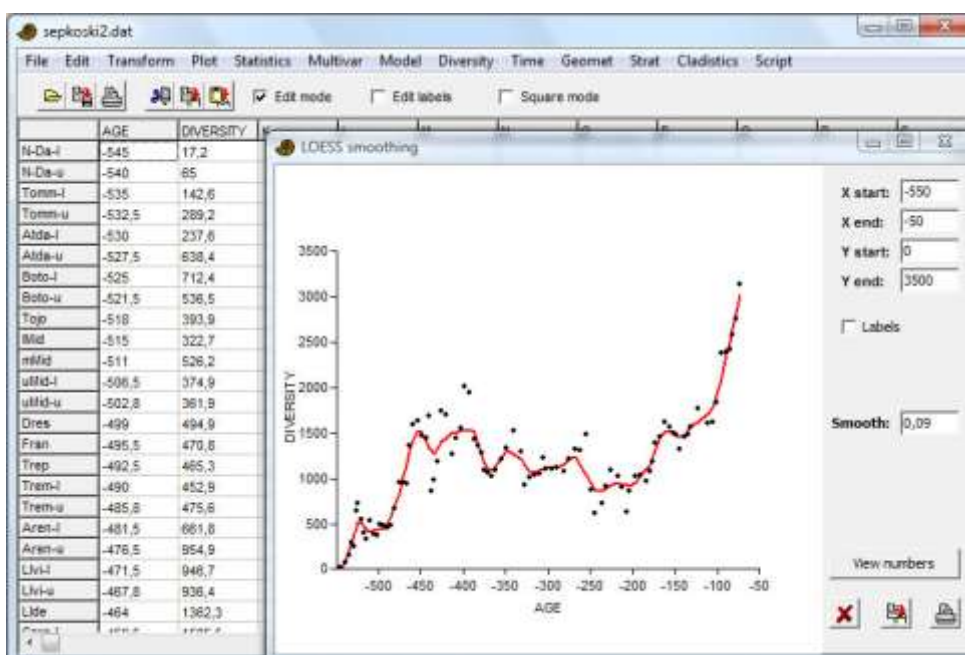 sepkoski2.dat
File Edit Transform Plot Statistics Multivar Model Diversity Time Geomet Strat Cladistics Script
Edit mode Edit labels Square mode
AGE DIVERSITY
N-Da-l -545 17,2
N-Da-u -540 65
Tomm-l -535 142,6
Tomm-u -532,5 289,2
Atda-l -530 237,6
Atda-u -527,5 638,4
Boto-l -525 712,4
Boto-u -521,5 536,5
Tojo -518 393,9
lMid -515 322,7
mMid -511 526,2
uMid-l -506,5 374,9
uMid-u -502,8 361,9
Dres -499 494,9
Fran -495,5 470,8
Trep -492,5 465,3
Trem-l -490 452,9
Trem-u -485,8 475,6
Aren-l -481,5 661,8
Aren-u -476,5 954,9
Llvi-l -471,5 946,7
Llvi-u -467,8 936,4
Llde -464 1362,3
LOESS smoothing
3500
3000
2500
2000
1500
1000
500
0
DIVERSITY
-500 -450 -400 -350 -300 -250 -200 -150 -100 -50
AGE
X start: -550
X end: -50
Y start: 0
Y end: 3500
Labels
Smooth: 0,09
View numbers